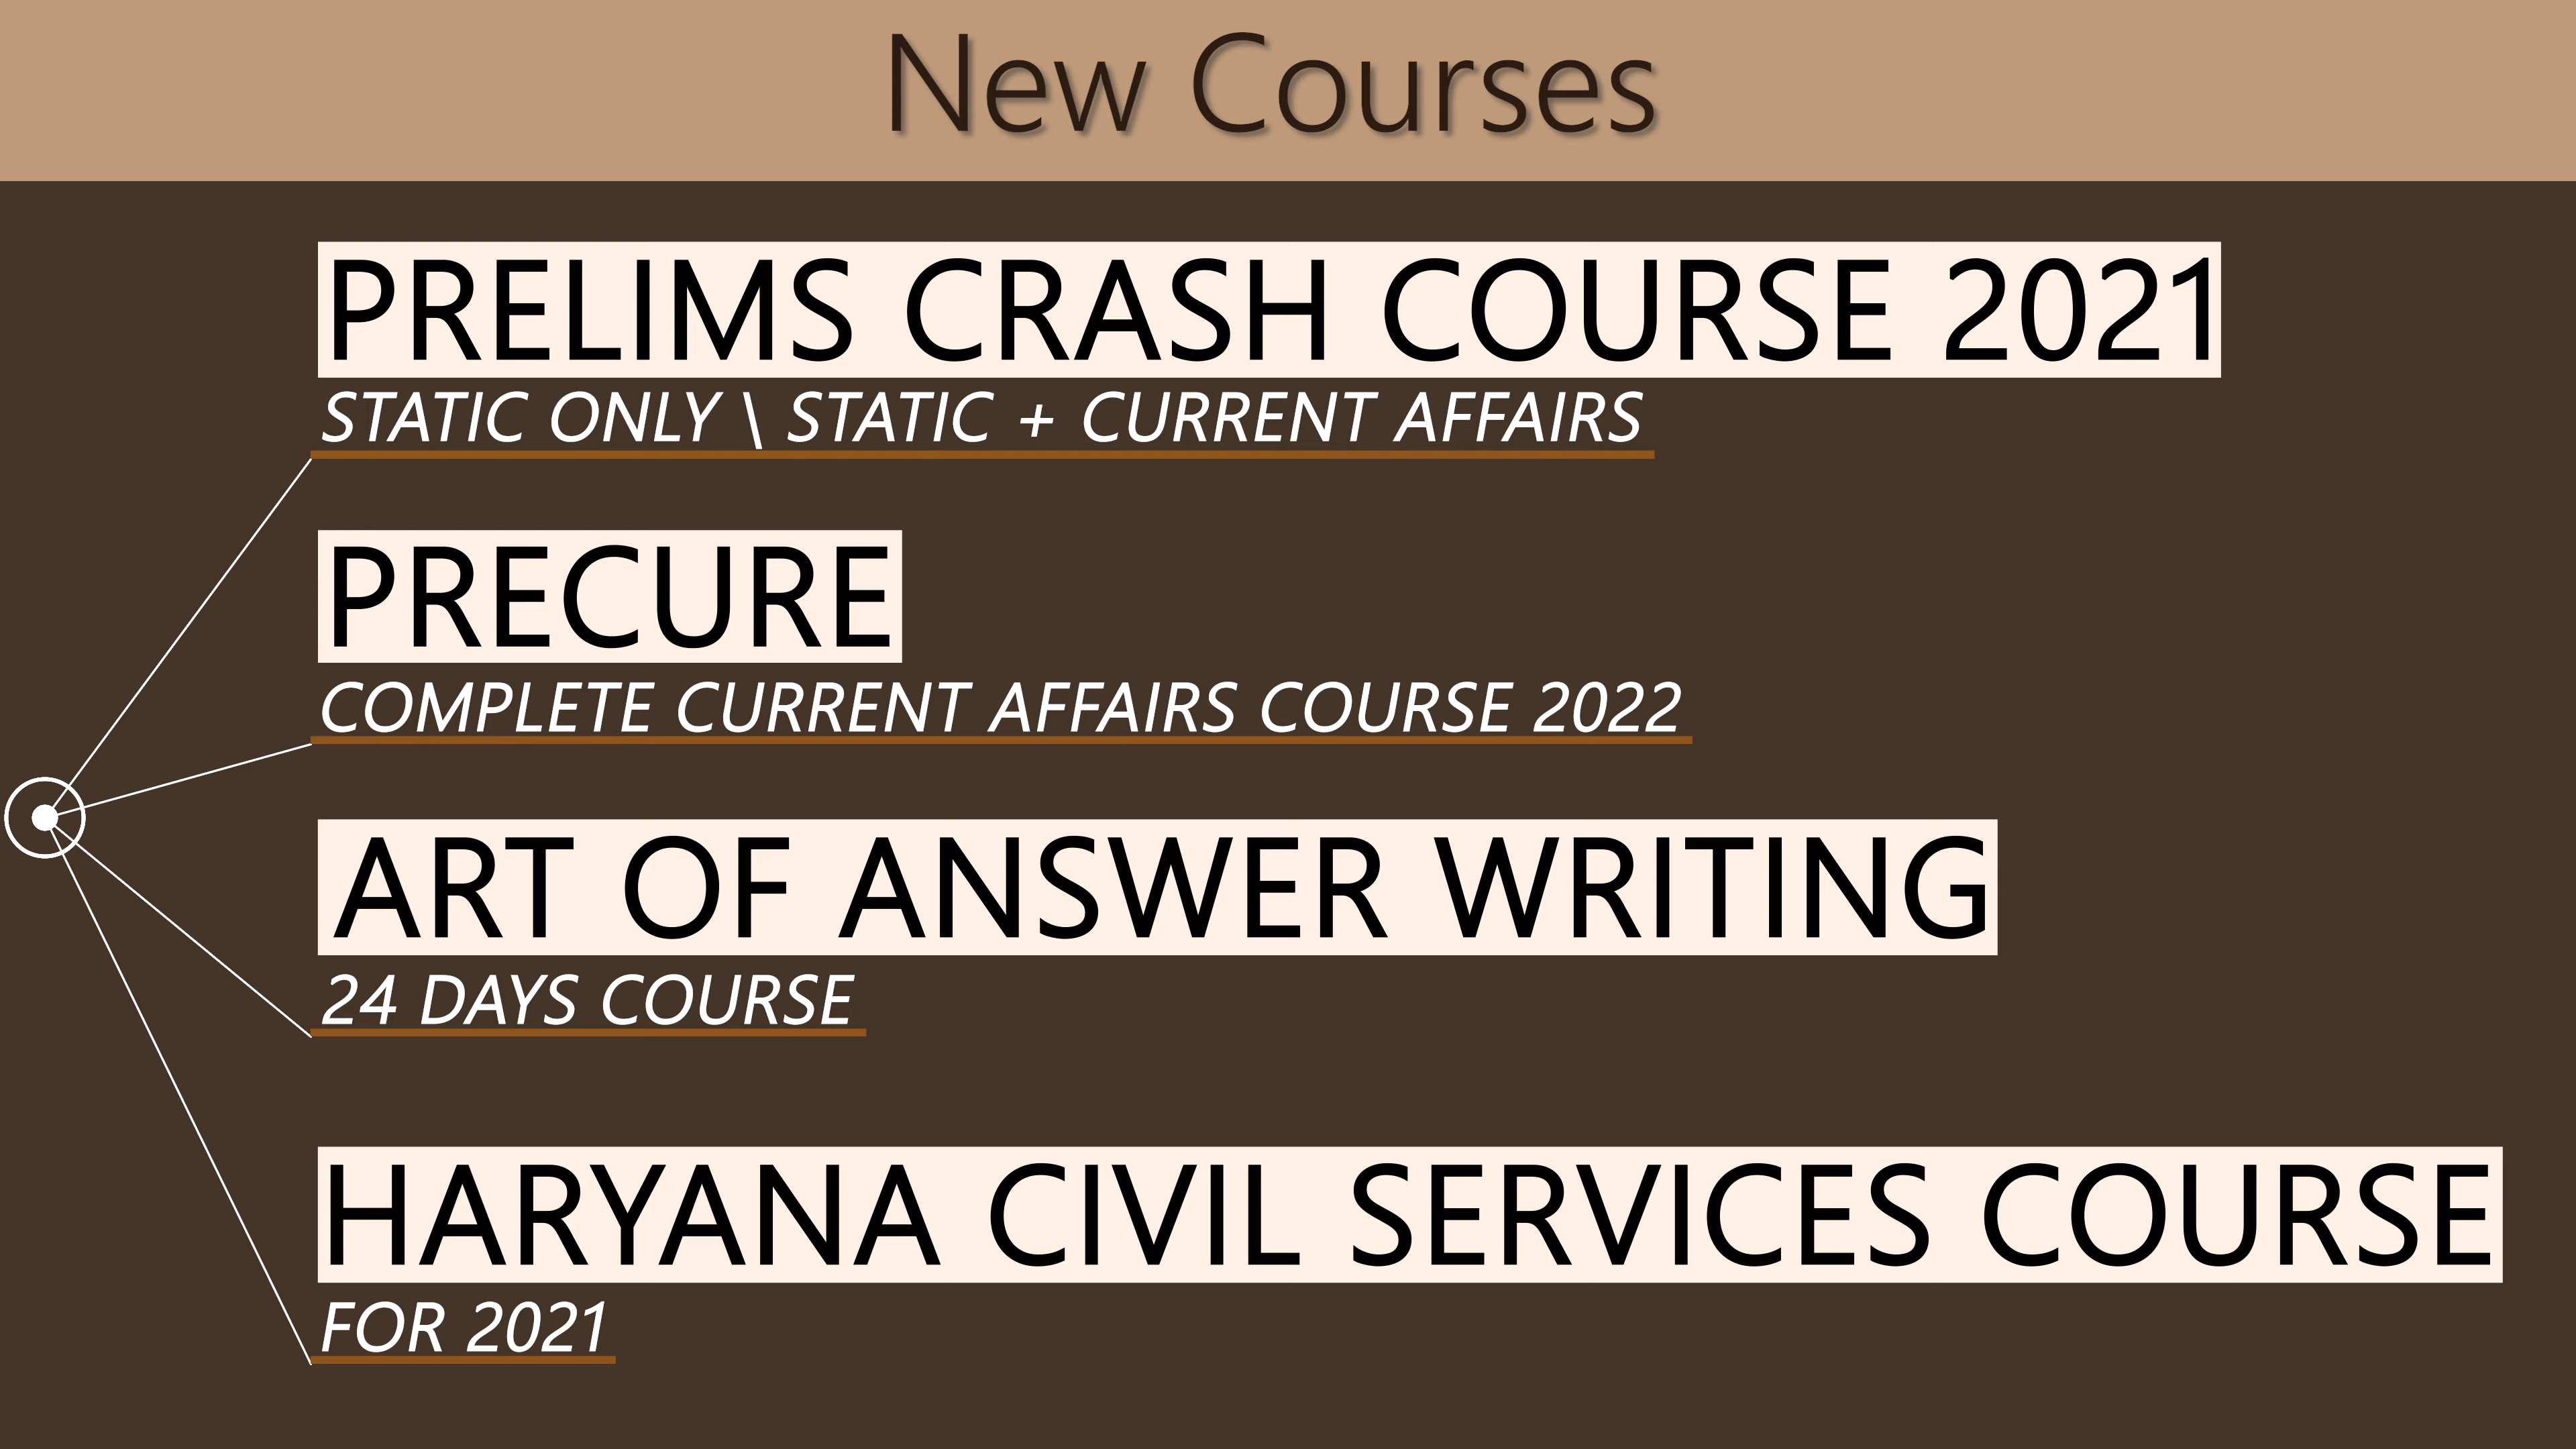 New Courses
PRELIMS CRASH COURSE 2021
STATIC ONLY \ STATIC + CURRENT AFFAIRS
PRECURE
COMPLETE CURRENT AFFAIRS COURSE 2022
ART OF ANSWER WRITING
24 DAYS COURSE
HARYANA CIVIL SERVICES COURSE
FOR 2021